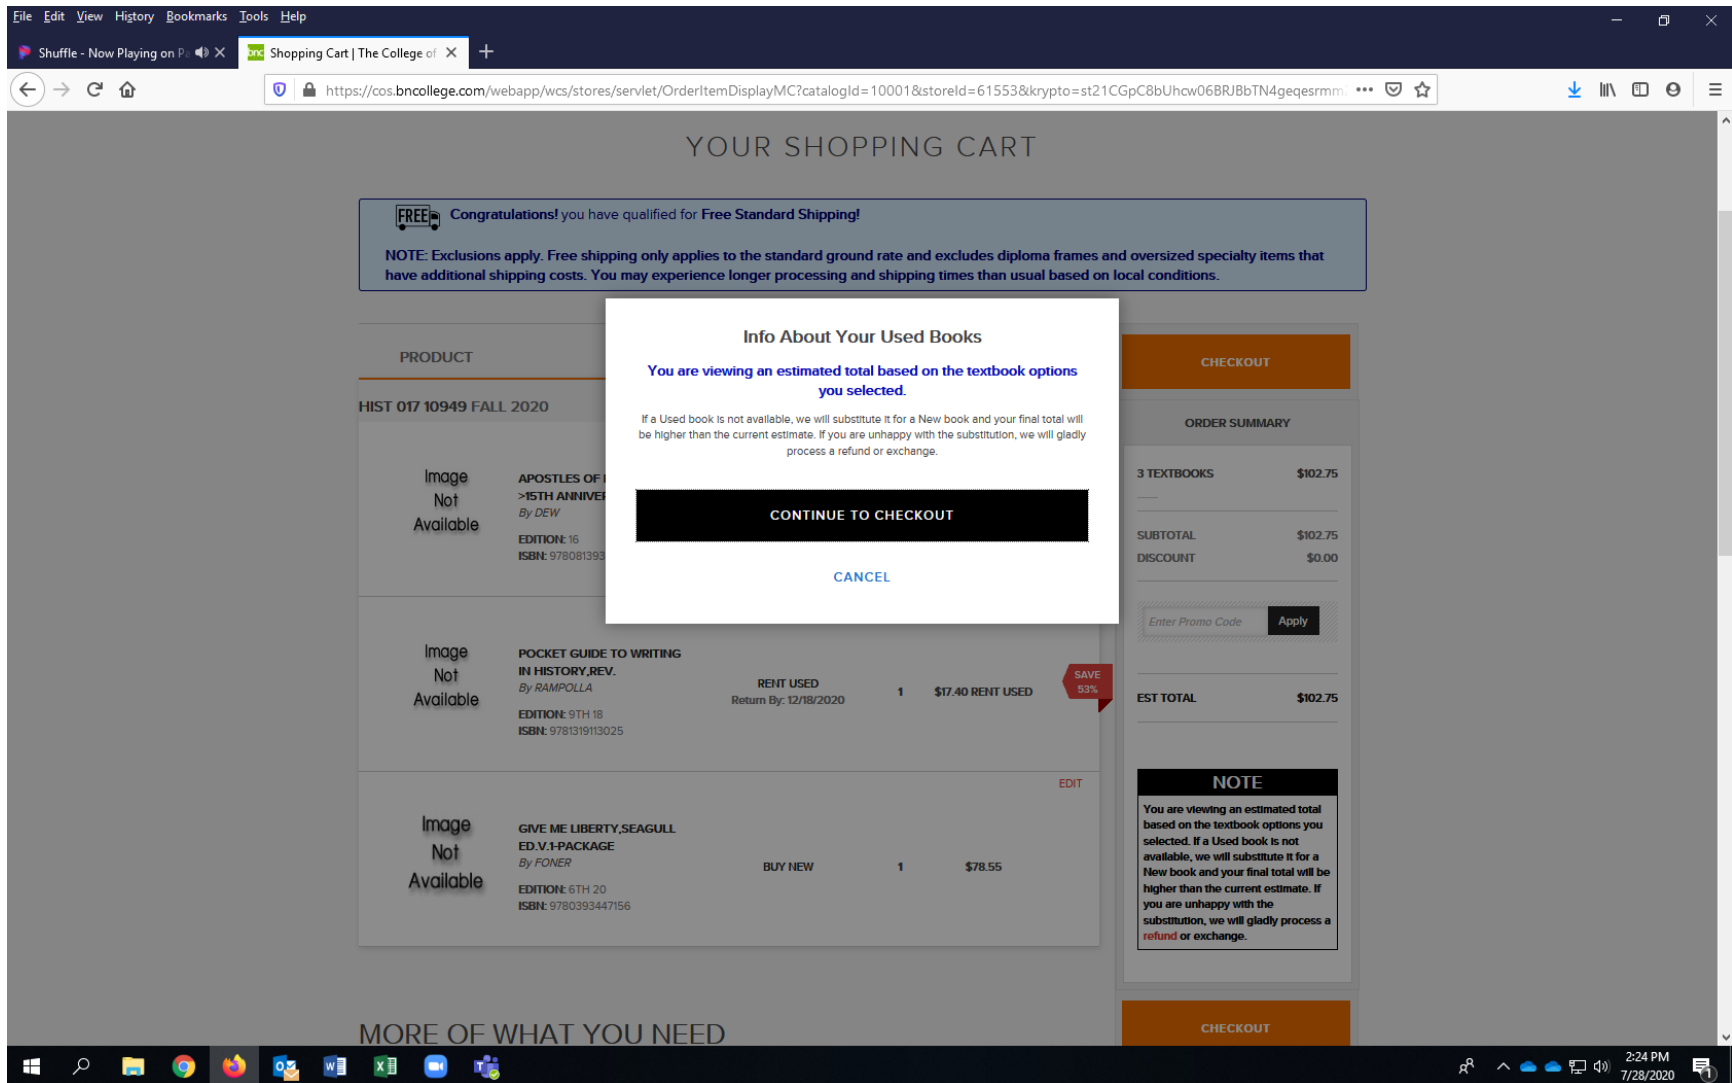 File Edit View History Bookmarks Tools Help
Shuffle - Now Playing on Pa
bnc Shopping Cart | The College of
https://cos.bncollege.com/webapp/wcs/stores/servlet/OrderItemDisplayMC?catalogId=10001&storeId=61553&krypto=
YOUR SHOPPING CART
FREE Congratulations! you have qualified for Free Standard Shipping!
NOTE: Exclusions apply. Free shipping only applies to the standard ground rate and excludes diploma frames and oversized specialty items that
have additional shipping costs. You may experience longer processing and shipping times than usual based on local conditions.
Info About Your Used Books
You are viewing an estimated total based on the textbook options
you selected.
If a Used book is not available, we will substitute it for a New book and your final total will
be higher than the current estimate. If you are unhappy with the substitution, we will gladly
process a refund or exchange.
CONTINUE TO CHECKOUT
CANCEL
PRODUCT
HIST 017 10949 FALL 2020
Image
Not
Available
APOSTLES OF
>15TH ANNIVER
By DEW
EDITION: 16
ISBN: 978081393
Image
Not
Available
POCKET GUIDE TO WRITING
IN HISTORY,REV.
By RAMPOLLA
EDITION: 9TH 18
ISBN: 9781319113025
RENT USED
Return By: 12/18/2020
1
$17.40 RENT USED
SAVE
53%
EDIT
Image
Not
Available
GIVE ME LIBERTY,SEAGULL
ED.V.1-PACKAGE
By FONER
EDITION: 6TH 20
ISBN: 9780393447156
BUY NEW
1
$78.55
CHECKOUT
ORDER SUMMARY
3 TEXTBOOKS $102.75
SUBTOTAL $102.75
DISCOUNT $0.00
Enter Promo Code Apply
EST TOTAL $102.75
NOTE
You are viewing an estimated total
based on the textbook options you
selected. If a Used book is not
available, we will substitute it for a
New book and your final total will be
higher than the current estimate. If
you are unhappy with the
substitution, we will gladly process a
refund or exchange.
CHECKOUT
MORE OF WHAT YOU NEED
2:24 PM
7/28/2020
1